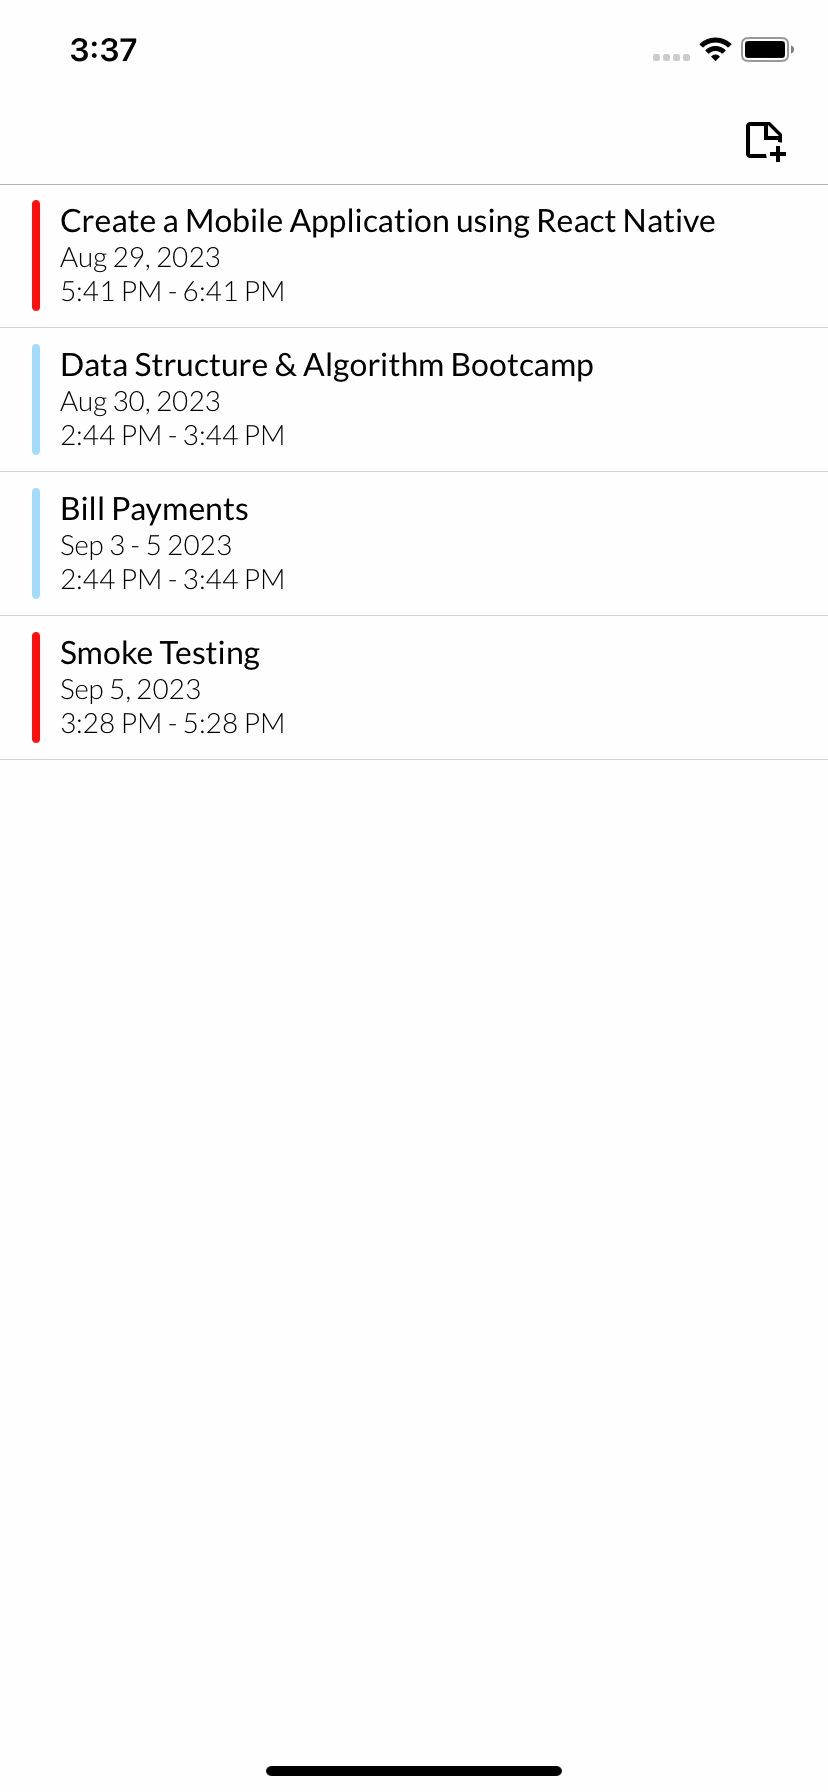 3:37
Create a Mobile Application using React Native
Aug 29, 2023
5:41 PM - 6:41 PM
Data Structure & Algorithm Bootcamp
Aug 30, 2023
2:44 PM - 3:44 PM
Bill Payments
Sep 3 - 5 2023
2:44 PM - 3:44 PM
Smoke Testing
Sep 5, 2023
3:28 PM - 5:28 PM